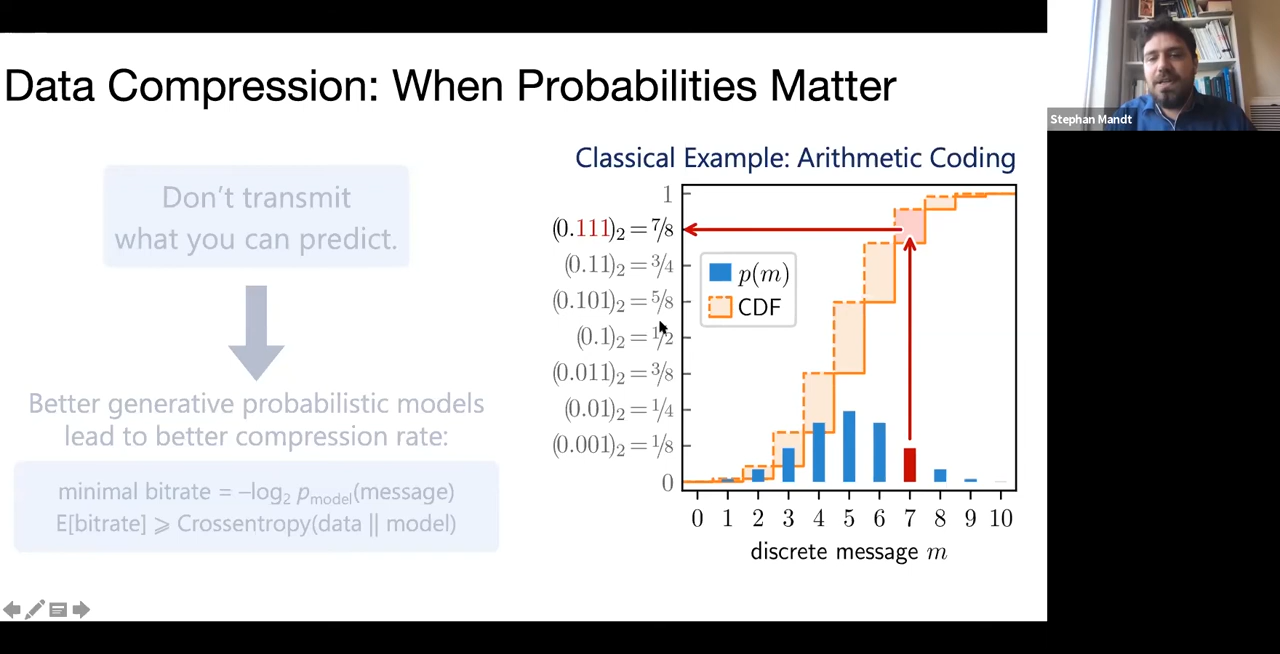 Data Compression: When Probabilities Matter
Stephan Mandt
Don't transmit
what you can predict.
Better generative probabilistic models
lead to better compression rate:
minimal bitrate = –log₂ p_model(message)
E[bitrate] ⩾ Crossentropy(data || model)
Classical Example: Arithmetic Coding
1
(0.111)₂ = 7/8
(0.11)₂ = 3/4
(0.101)₂ = 5/8
(0.1)₂ = 1/2
(0.011)₂ = 3/8
(0.01)₂ = 1/4
(0.001)₂ = 1/8
0
p(m)
CDF
0 1 2 3 4 5 6 7 8 9 10
discrete message m